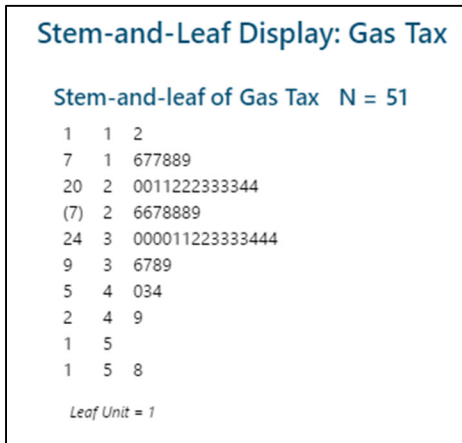 Stem-and-Leaf Display: Gas Tax
Stem-and-leaf of Gas Tax N = 51
1 1 2
7 1 677889
20 2 0011222333344
(7) 2 6678889
24 3 000011223333444
9 3 6789
5 4 034
2 4 9
1 5
1 5 8
Leaf Unit = 1